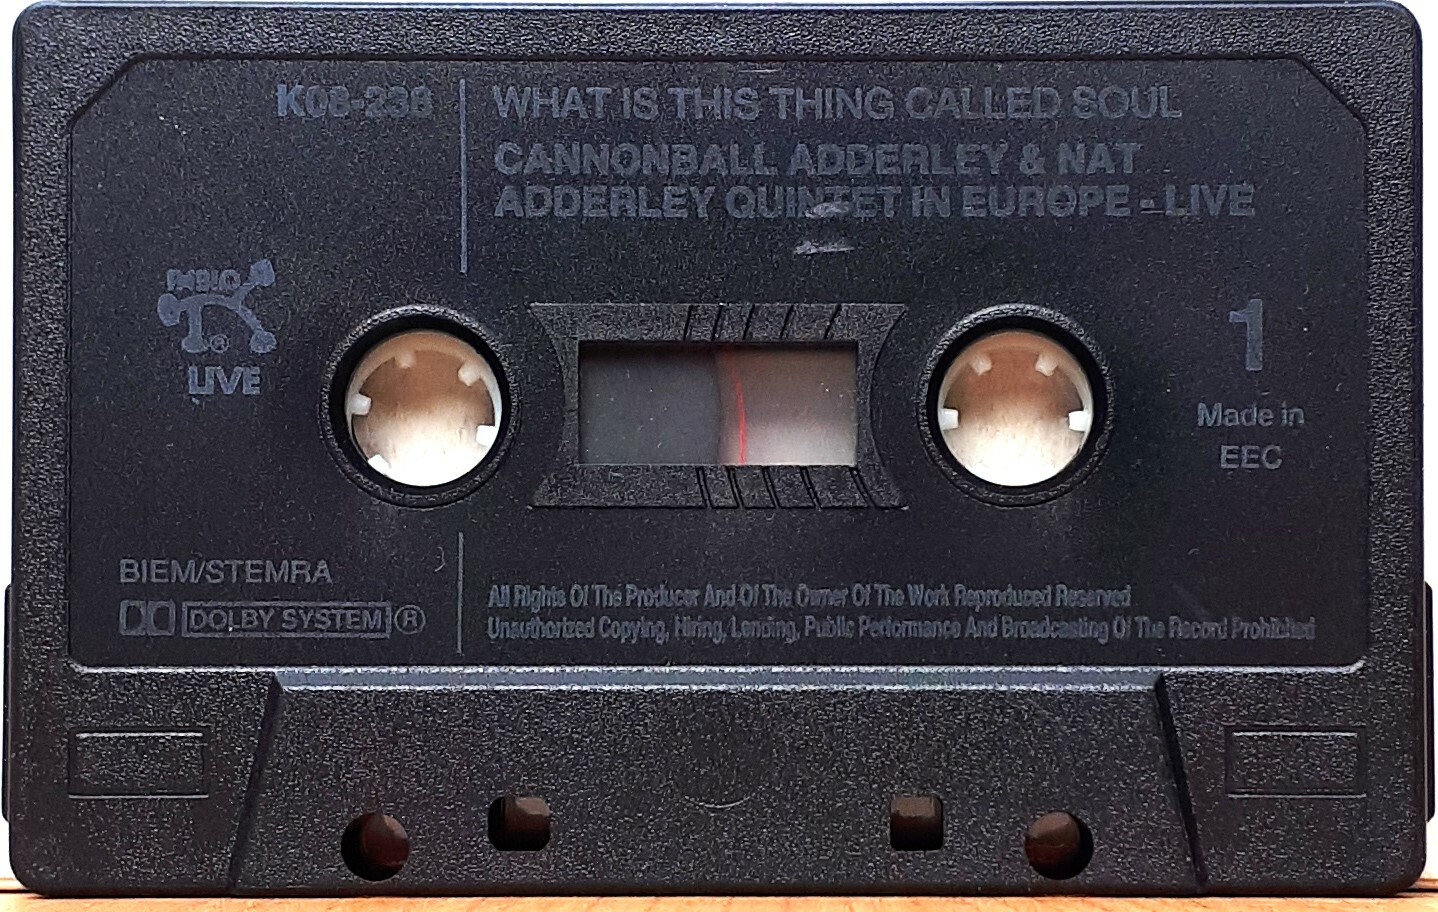 K08-238
WHAT IS THIS THING CALLED SOUL
CANNONBALL ADDERLEY & NAT
ADDERLEY QUINTET IN EUROPE - LIVE
PABLO
®
LIVE
1
Made in
EEC
BIEM/STEMRA
DOLBY SYSTEM ®
All Rights Of The Producer And Of The Owner Of The Work Reproduced Reserved
Unauthorized Copying, Hiring, Lending, Public Performance And Broadcasting Of The Record Prohibited